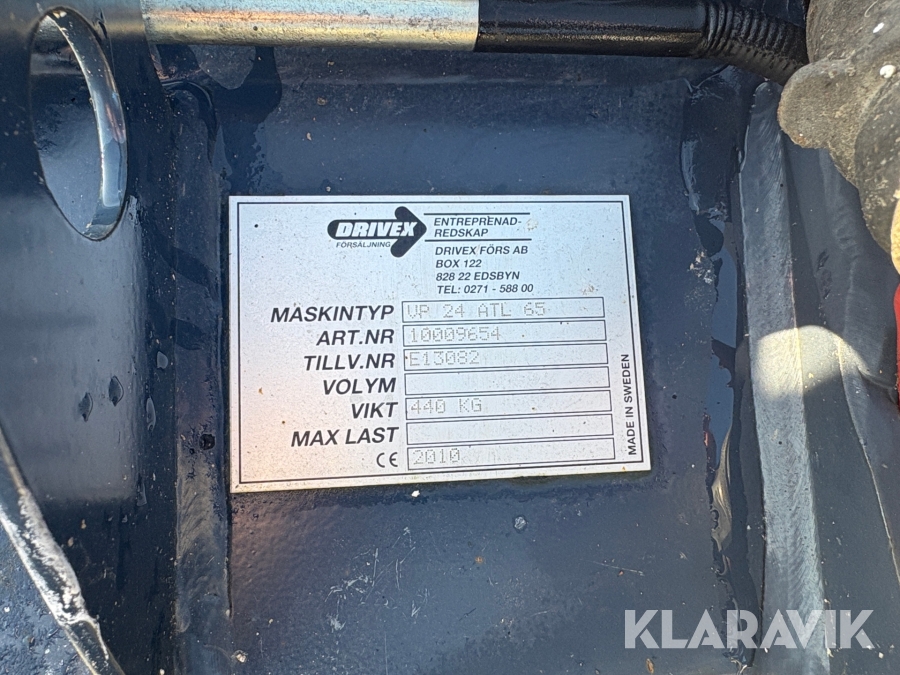 DRIVEX
FÖRSÄLJNING
ENTREPRENAD-
REDSKAP
DRIVEX FÖRS AB
BOX 122
828 22 EDSBYN
TEL: 0271 - 588 00
MASKINTYP VP 24 ATL 65
ART.NR 10009654
TILLV.NR E13082
VOLYM
VIKT 440 KG
MAX LAST
CE 2010
MADE IN SWEDEN
KLARAVIK